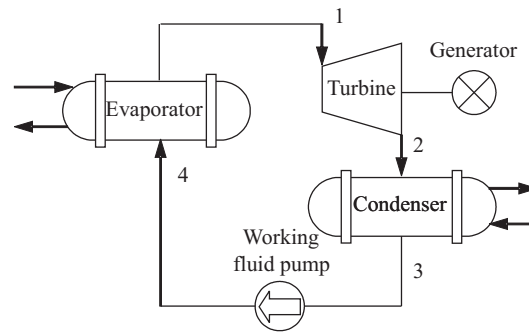 1
Generator
Turbine
Evaporator
2
4
Condenser
Working
fluid pump
3